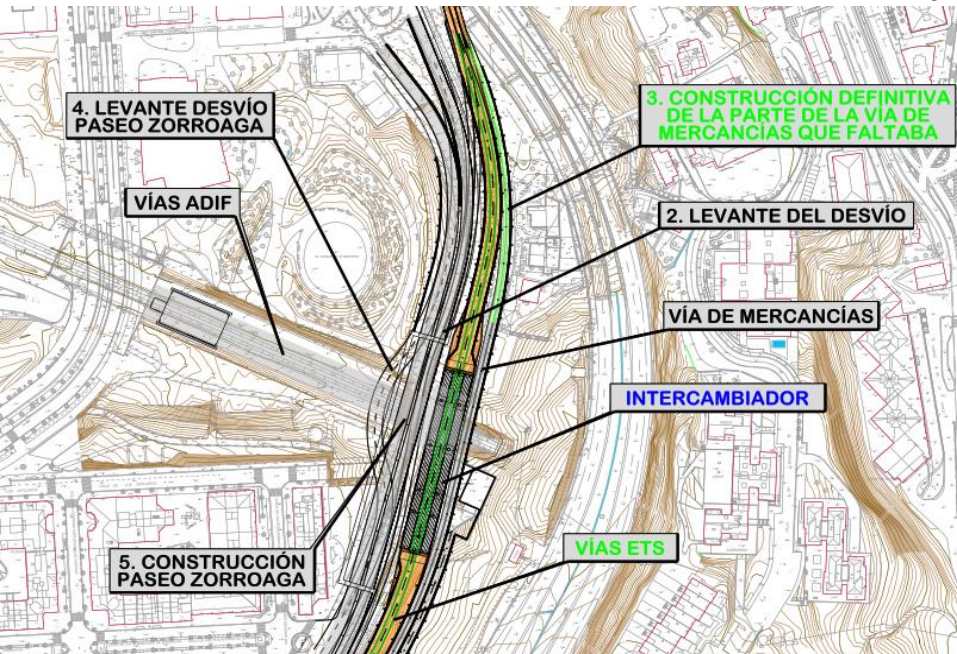 3. CONSTRUCCIÓN DEFINITIVA
DE LA PARTE DE LA VÍA DE
MERCANCÍAS QUE FALTABA
4. LEVANTE DESVÍO
PASEO ZORROAGA
VÍAS ADIF
2. LEVANTE DEL DESVÍO
VÍA DE MERCANCÍAS
INTERCAMBIADOR
5. CONSTRUCCIÓN
PASEO ZORROAGA
VÍAS ETS